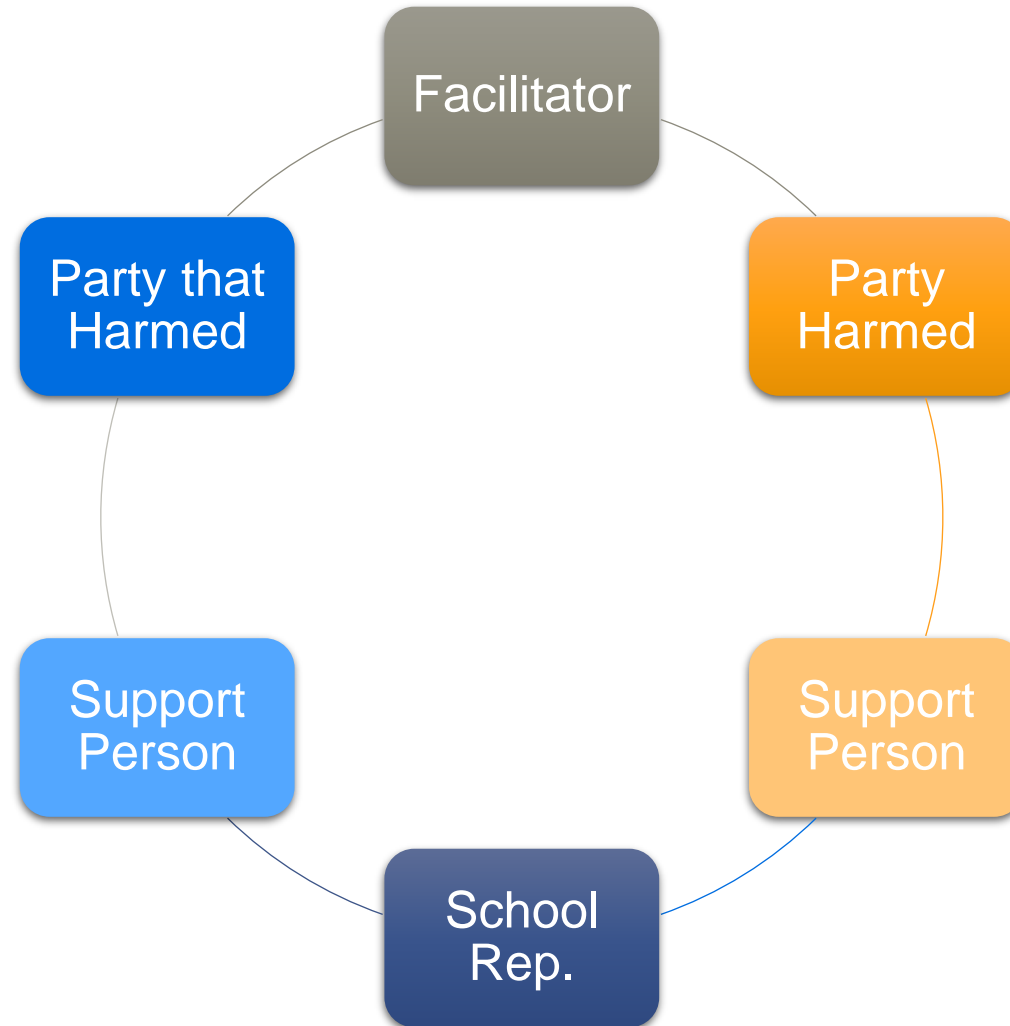 Facilitator
Party that
Harmed
Party
Harmed
Support
Person
Support
Person
School
Rep.